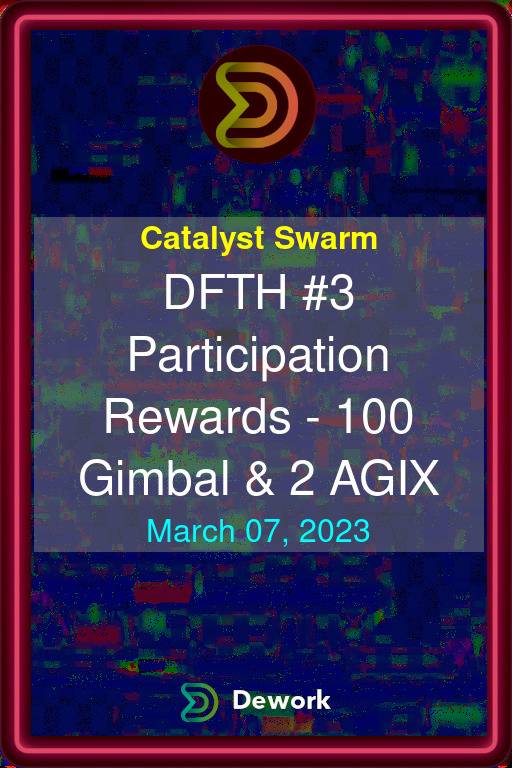 Catalyst Swarm
DFTH #3
Participation
Rewards - 100
Gimbal & 2 AGIX
March 07, 2023
Dework